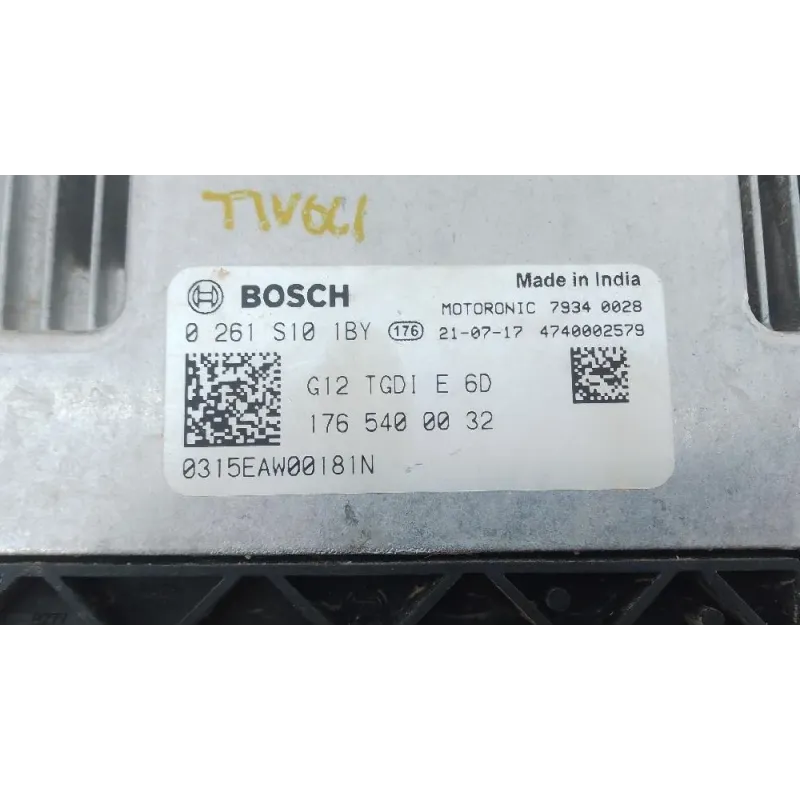 TIVOLI
BOSCH
Made in India
MOTORONIC 7934 0028
0 261 S10 1BY 176 21-07-17 4740002579
G12 TGDI E 6D
176 540 00 32
0315EAW00181N